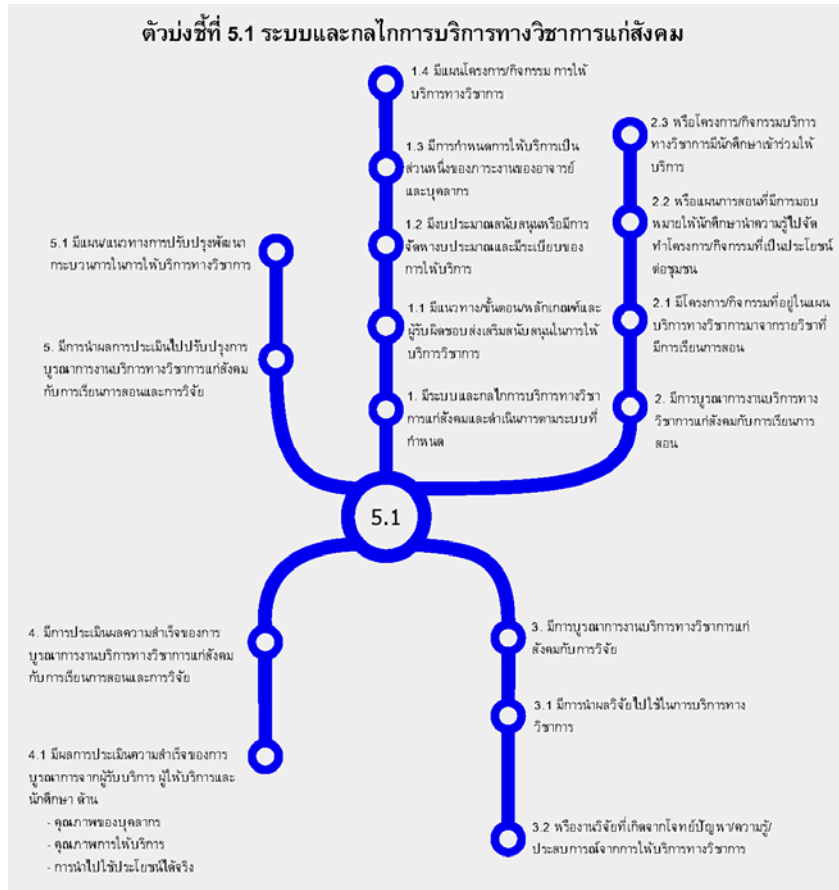 ตัวบ่งชี้ที่ 5.1 ระบบและกลไกการบริการทางวิชาการแก่สังคม
1.4 มีแผนโครงการ/กิจกรรม การให้
บริการทางวิชาการ
1.3 มีการกำหนดการให้บริการเป็น
ส่วนหนึ่งของภาระงานของอาจารย์
และบุคลากร
1.2 มีงบประมาณสนับสนุนหรือมีการ
จัดหางบประมาณและมีระเบียบของ
การให้บริการ
1.1 มีแนวทาง/ขั้นตอน/หลักเกณฑ์และ
ผู้รับผิดชอบส่งเสริมสนับสนุนในการให้
บริการวิชาการ
1. มีระบบและกลไกการบริการทางวิชา
การแก่สังคมและดำเนินการตามระบบที่
กำหนด
2.3 หรือโครงการ/กิจกรรมบริการ
ทางวิชาการมีนักศึกษาเข้าร่วมให้
บริการ
2.2 หรือแผนการสอนที่มีการมอบ
หมายให้นักศึกษานำความรู้ไปจัด
ทำโครงการ/กิจกรรมที่เป็นประโยชน์
ต่อชุมชน
2.1 มีโครงการ/กิจกรรมที่อยู่ในแผน
บริการทางวิชาการมาจากรายวิชาที่
มีการเรียนการสอน
2. มีการบูรณาการงานบริการทาง
วิชาการแก่สังคมกับการเรียนการ
สอน
5.1 มีแผน/แนวทางการปรับปรุงพัฒนา
กระบวนการในการให้บริการทางวิชาการ
5. มีการนำผลการประเมินไปปรับปรุงการ
บูรณาการงานบริการทางวิชาการแก่สังคม
กับการเรียนการสอนและการวิจัย
5.1
4. มีการประเมินผลความสำเร็จของการ
บูรณาการงานบริการทางวิชาการแก่สังคม
กับการเรียนการสอนและการวิจัย
4.1 มีผลการประเมินความสำเร็จของการ
บูรณาการจากผู้รับบริการ ผู้ให้บริการและ
นักศึกษา ด้าน
- คุณภาพของบุคลากร
- คุณภาพการให้บริการ
- การนำไปใช้ประโยชน์ได้จริง
3. มีการบูรณาการงานบริการทางวิชาการแก่
สังคมกับการวิจัย
3.1 มีการนำผลวิจัยไปใช้ในการบริการทาง
วิชาการ
3.2 หรืองานวิจัยที่เกิดจากโจทย์ปัญหา/ความรู้/
ประสบการณ์จากการให้บริการทางวิชาการ